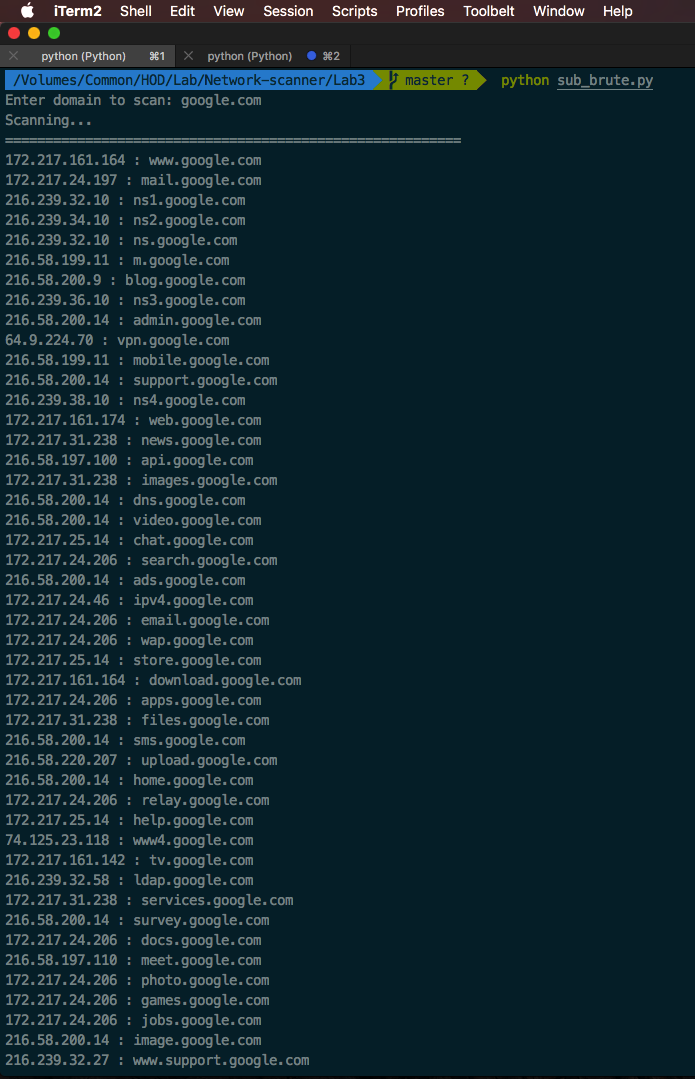 iTerm2 Shell Edit View Session Scripts Profiles Toolbelt Window Help
python (Python) ⌘1 python (Python) ⌘2
/Volumes/Common/HOD/Lab/Network-scanner/Lab3 master ? python sub_brute.py
Enter domain to scan: google.com
Scanning...
=========================================================
172.217.161.164 : www.google.com
172.217.24.197 : mail.google.com
216.239.32.10 : ns1.google.com
216.239.34.10 : ns2.google.com
216.239.32.10 : ns.google.com
216.58.199.11 : m.google.com
216.58.200.9 : blog.google.com
216.239.36.10 : ns3.google.com
216.58.200.14 : admin.google.com
64.9.224.70 : vpn.google.com
216.58.199.11 : mobile.google.com
216.58.200.14 : support.google.com
216.239.38.10 : ns4.google.com
172.217.161.174 : web.google.com
172.217.31.238 : news.google.com
216.58.197.100 : api.google.com
172.217.31.238 : images.google.com
216.58.200.14 : dns.google.com
216.58.200.14 : video.google.com
172.217.25.14 : chat.google.com
172.217.24.206 : search.google.com
216.58.200.14 : ads.google.com
172.217.24.46 : ipv4.google.com
172.217.24.206 : email.google.com
172.217.24.206 : wap.google.com
172.217.25.14 : store.google.com
172.217.161.164 : download.google.com
172.217.24.206 : apps.google.com
172.217.31.238 : files.google.com
216.58.200.14 : sms.google.com
216.58.220.207 : upload.google.com
216.58.200.14 : home.google.com
172.217.24.206 : relay.google.com
172.217.25.14 : help.google.com
74.125.23.118 : www4.google.com
172.217.161.142 : tv.google.com
216.239.32.58 : ldap.google.com
172.217.31.238 : services.google.com
216.58.200.14 : survey.google.com
172.217.24.206 : docs.google.com
216.58.197.110 : meet.google.com
172.217.24.206 : photo.google.com
172.217.24.206 : games.google.com
172.217.24.206 : jobs.google.com
216.58.200.14 : image.google.com
216.239.32.27 : www.support.google.com